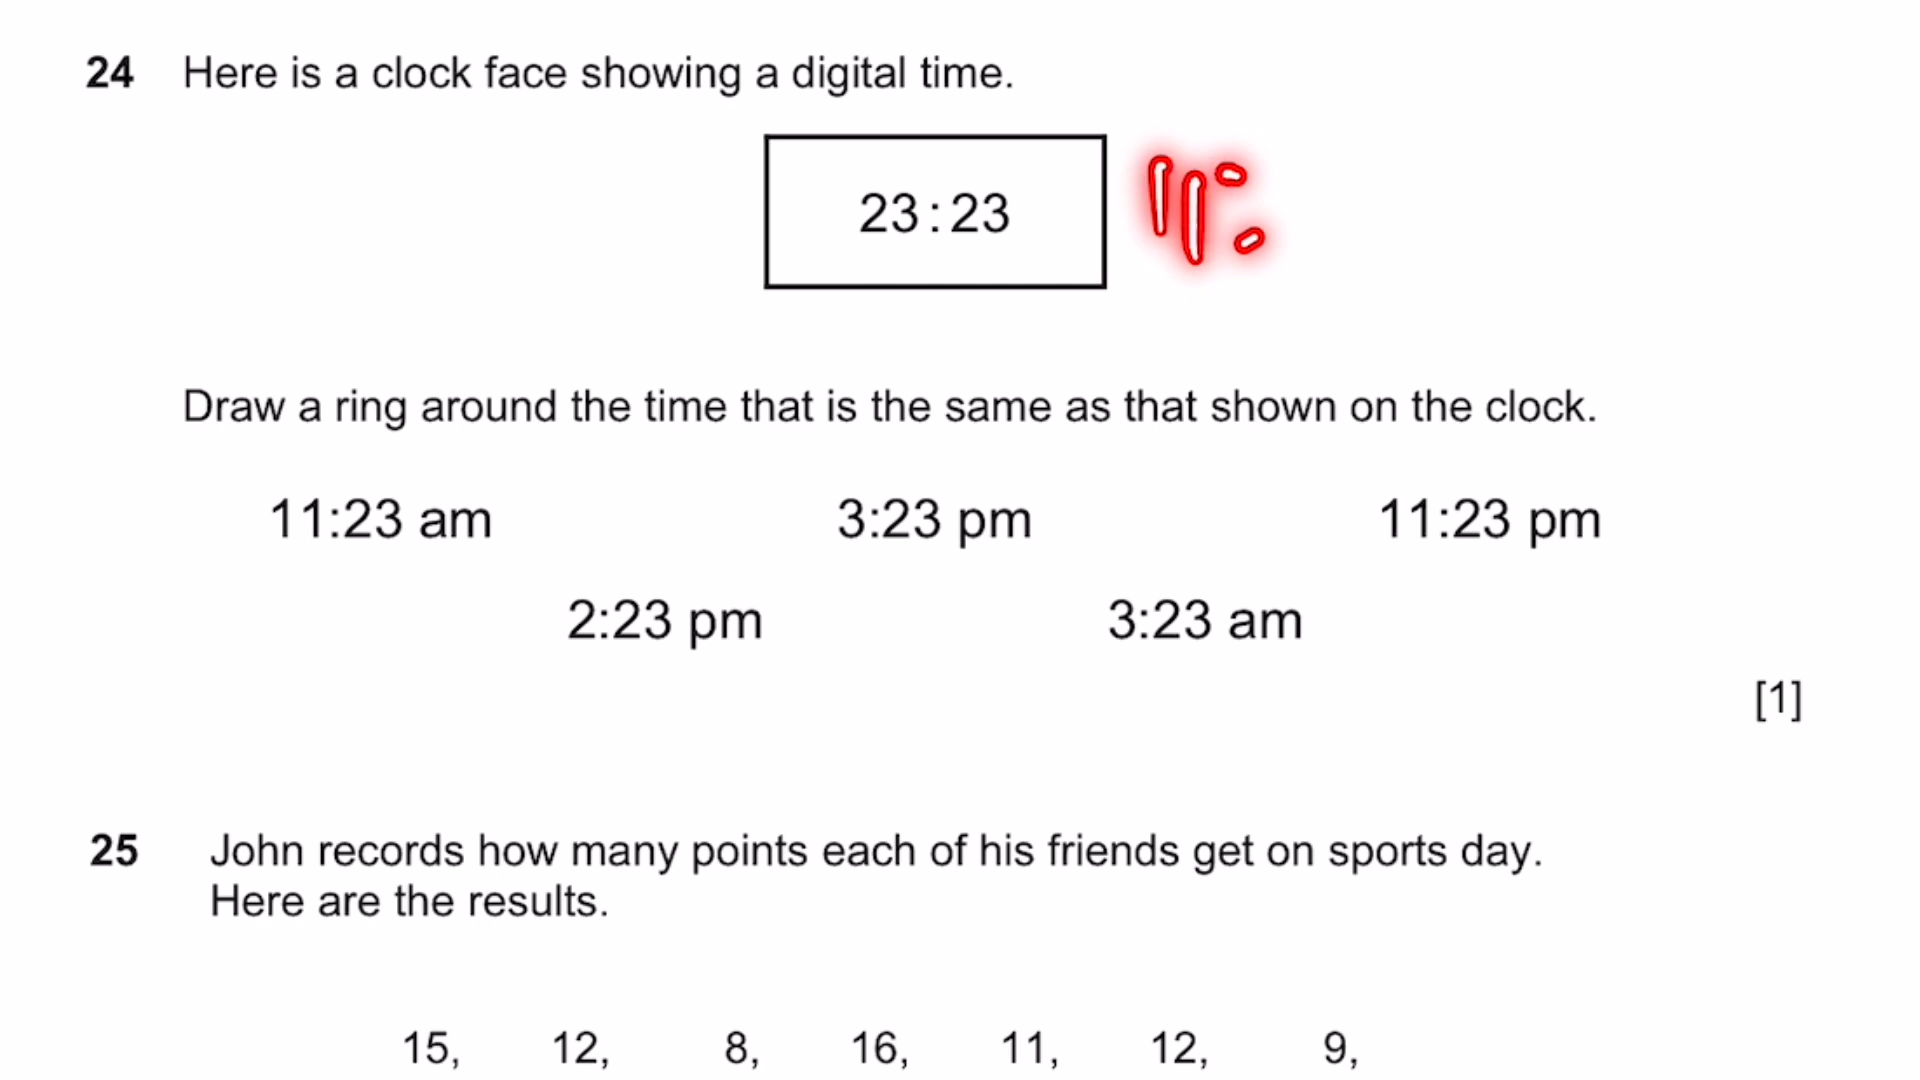 24 Here is a clock face showing a digital time.
23:23 11:
Draw a ring around the time that is the same as that shown on the clock.
11:23 am 3:23 pm 11:23 pm
2:23 pm 3:23 am
[1]
25 John records how many points each of his friends get on sports day.
Here are the results.
15, 12, 8, 16, 11, 12, 9,